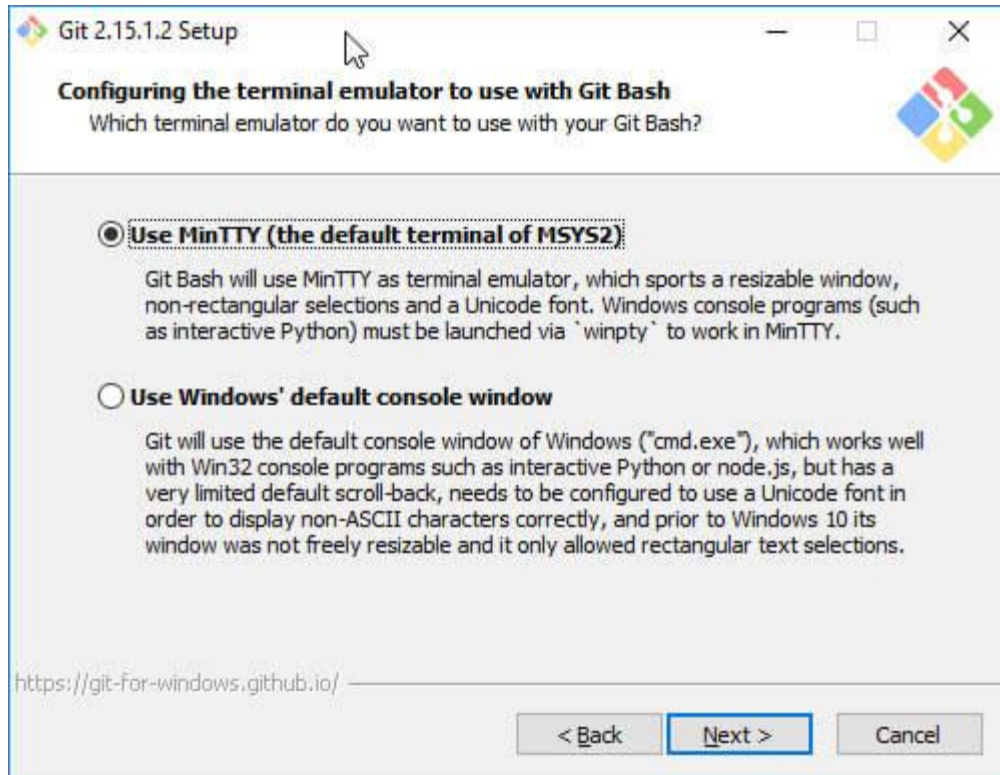 Git 2.15.1.2 Setup
Configuring the terminal emulator to use with Git Bash
Which terminal emulator do you want to use with your Git Bash?
Use MinTTY (the default terminal of MSYS2)
Git Bash will use MinTTY as terminal emulator, which sports a resizable window,
non-rectangular selections and a Unicode font. Windows console programs (such
as interactive Python) must be launched via `winpty` to work in MinTTY.
Use Windows' default console window
Git will use the default console window of Windows ("cmd.exe"), which works well
with Win32 console programs such as interactive Python or node.js, but has a
very limited default scroll-back, needs to be configured to use a Unicode font in
order to display non-ASCII characters correctly, and prior to Windows 10 its
window was not freely resizable and it only allowed rectangular text selections.
https://git-for-windows.github.io/
< Back Next > Cancel